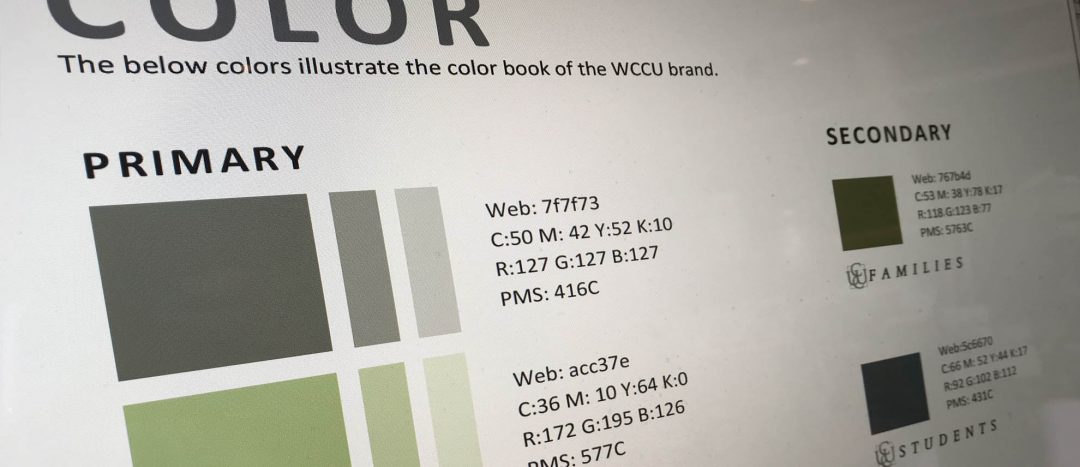 COLOR
The below colors illustrate the color book of the WCCU brand.
PRIMARY
Web: 7f7f73
C:50 M: 42 Y:52 K:10
R:127 G:127 B:127
PMS: 416C
Web: acc37e
C:36 M: 10 Y:64 K:0
R:172 G:195 B:126
PMS: 577C
SECONDARY
Web: 767b4d
C:53 M: 38 Y:78 K:17
R:118 G:123 B:77
PMS: 5763C
FAMILIES
Web:5c6670
C:66 M: 52 Y:44 K:17
R:92 G:102 B:112
PMS: 431C
STUDENTS